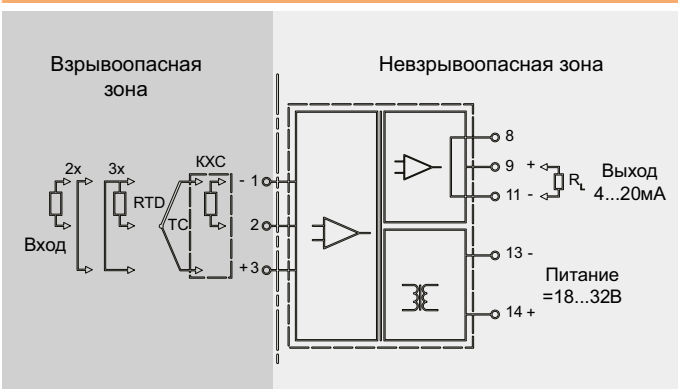 Взрывоопасная
зона
Невзрывоопасная зона
2x
3x
КХС
RTD
TC
Вход
- 1
2
+3
8
9 +
11 -
R L
Выход
4...20мА
13 -
14 +
Питание
=18...32В